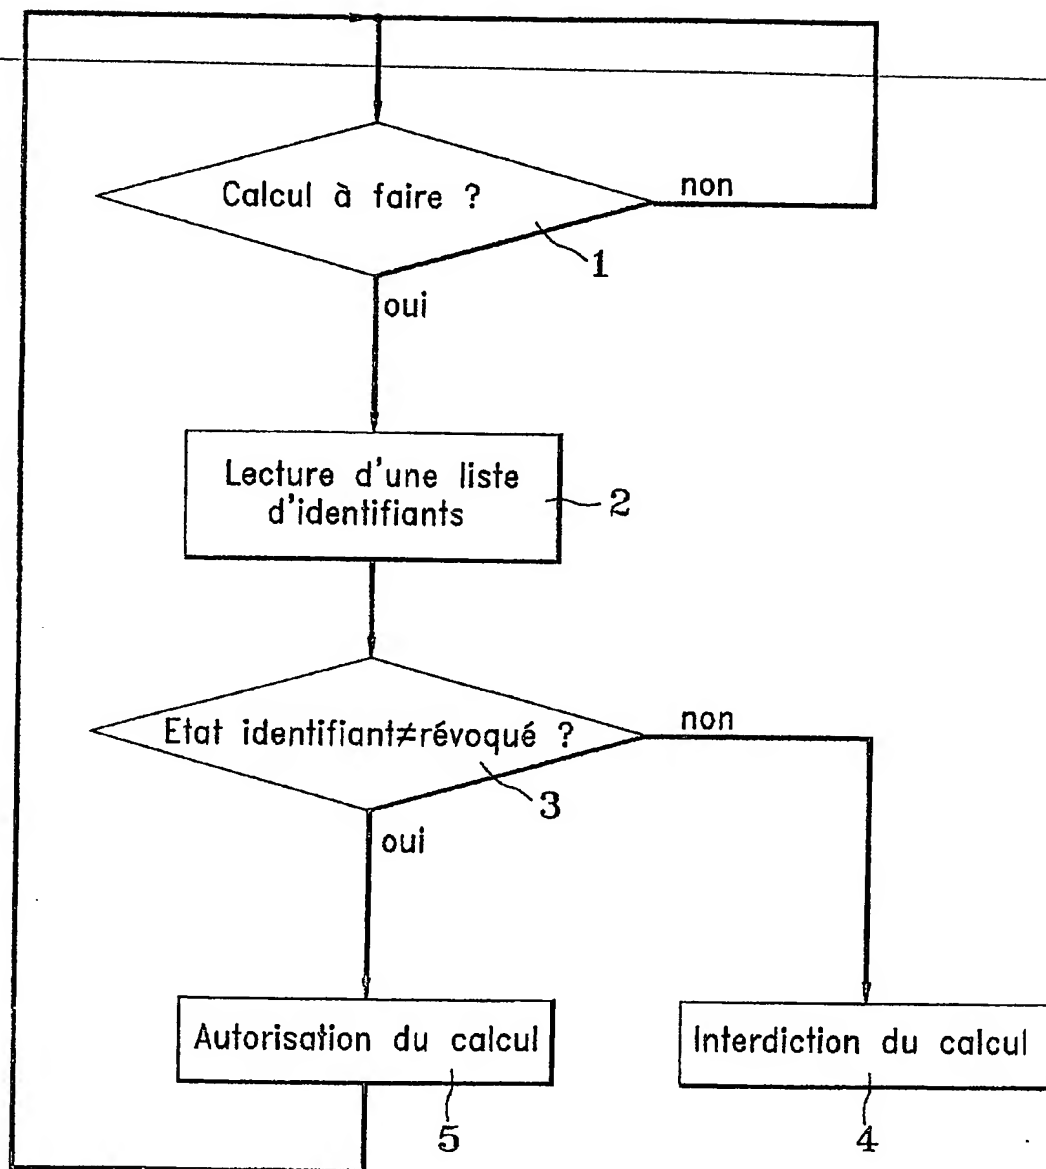 Calcul à faire ?
non
1
oui
Lecture d'une liste
d'identifiants
2
Etat identifiant≠révoqué ?
non
3
oui
Autorisation du calcul
Interdiction du calcul
5
4